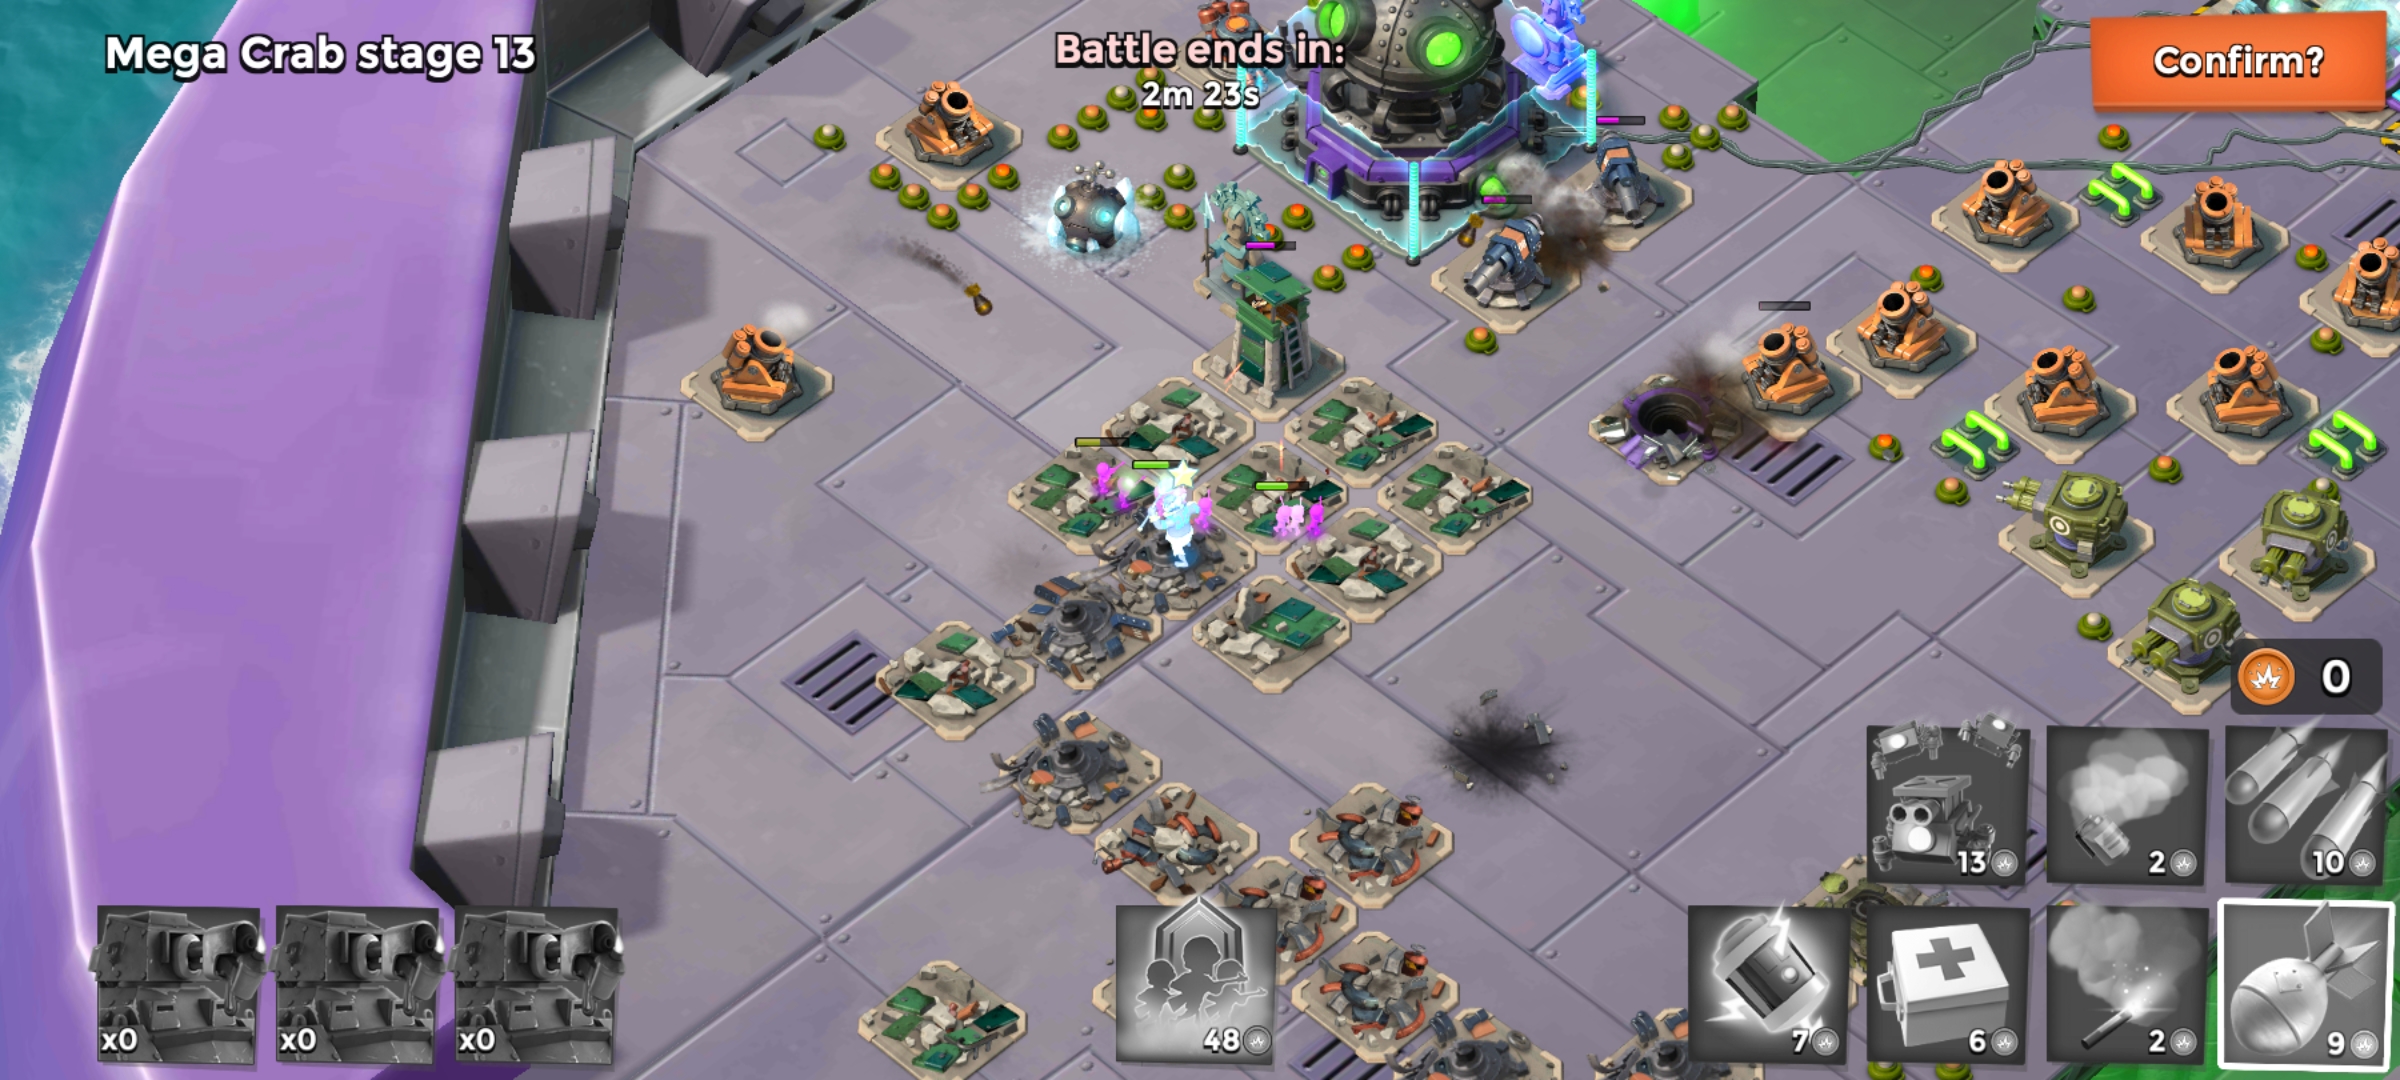 Mega Crab stage 13
Battle ends in:
2m 23s
Confirm?
0
13
2
10
x0
x0
x0
48
7
6
2
9